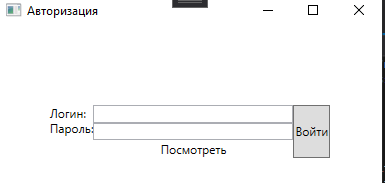 Авторизация
Логин:
Пароль:
Войти
Посмотреть